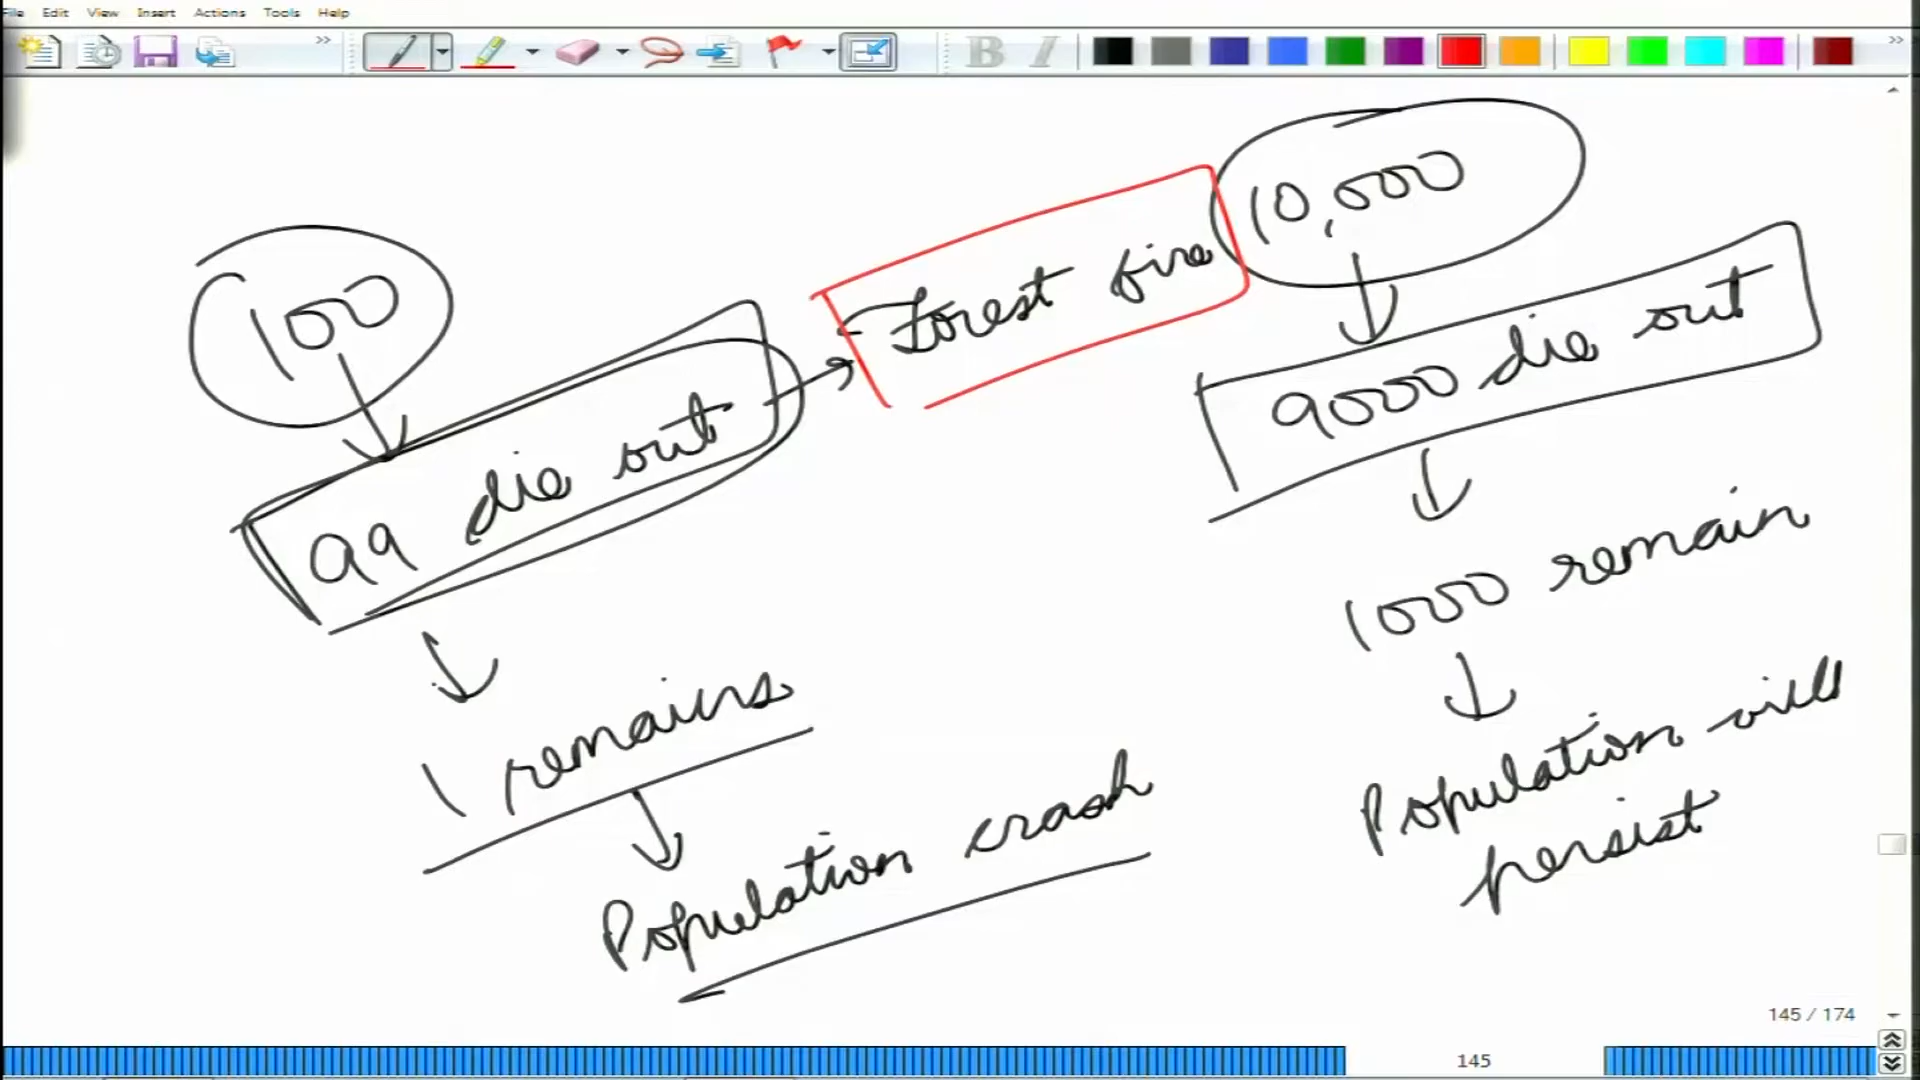 File Edit View Insert Actions Tools Help
B I
100
99 die out
1 remains
Population crash
Forest fire
10,000
9000 die out
1000 remain
Population will
persist
145 / 174
145